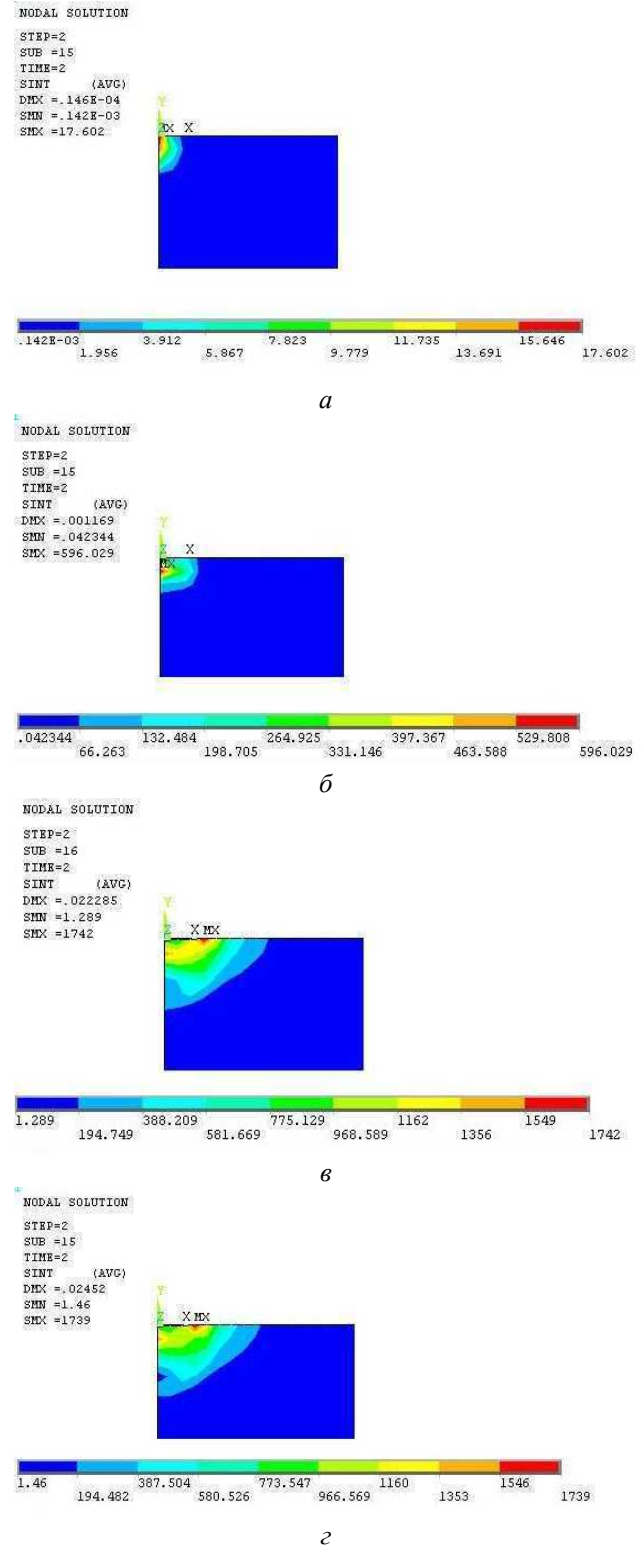 NODAL SOLUTION
STEP=2
SUB =15
TIME=2
SINT (AVG)
DMX =.146E-04
SMN =.142E-03
SMX =17.602
Y
Z MX X
.142E-03 3.912 7.823 11.735 15.646
1.956 5.867 9.779 13.691 17.602
а
NODAL SOLUTION
STEP=2
SUB =15
TIME=2
SINT (AVG)
DMX =.001169
SMN =.042344
SMX =596.029
Y
Z X
MX
.042344 132.484 264.925 397.367 529.808
66.263 198.705 331.146 463.588 596.029
б
NODAL SOLUTION
STEP=2
SUB =16
TIME=2
SINT (AVG)
DMX =.022285
SMN =1.289
SMX =1742
Y
Z X MX
1.289 388.209 775.129 1162 1549
194.749 581.669 968.589 1356 1742
в
NODAL SOLUTION
STEP=2
SUB =15
TIME=2
SINT (AVG)
DMX =.02452
SMN =1.46
SMX =1739
Y
Z X MX
1.46 387.504 773.547 1160 1546
194.482 580.526 966.569 1353 1739
г